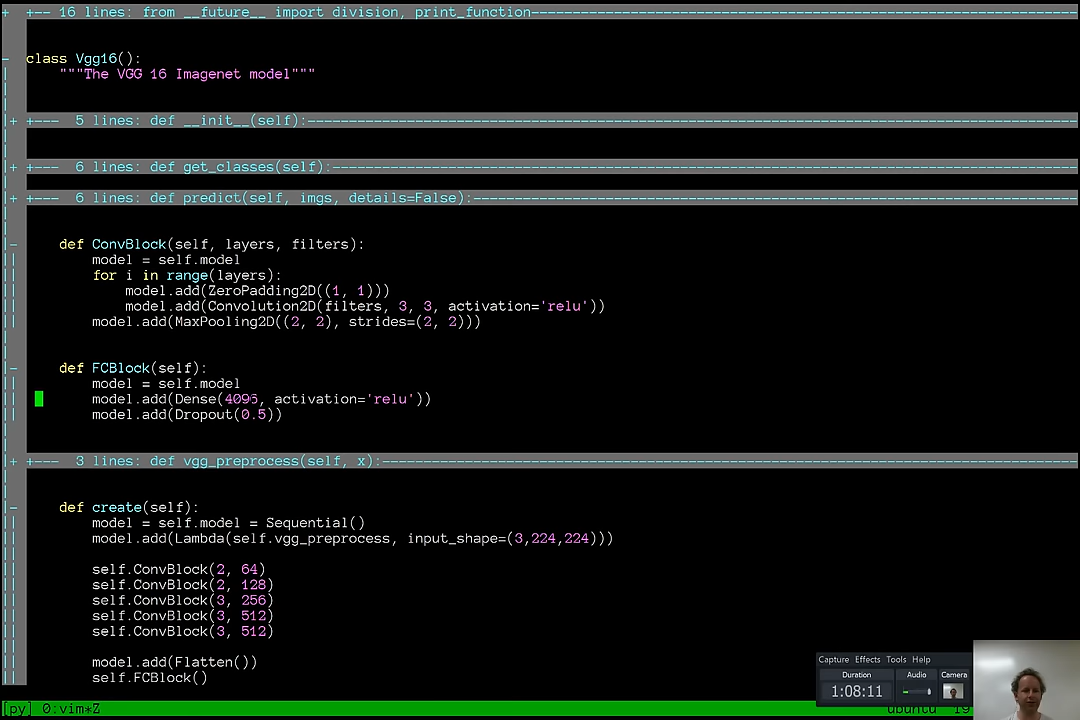 + +-- 16 lines: from __future__ import division, print_function
class Vgg16():
"""The VGG 16 Imagenet model"""
+ +--- 5 lines: def __init__(self):
+ +--- 6 lines: def get_classes(self):
+ +--- 6 lines: def predict(self, imgs, details=False):
def ConvBlock(self, layers, filters):
model = self.model
for i in range(layers):
model.add(ZeroPadding2D((1, 1)))
model.add(Convolution2D(filters, 3, 3, activation='relu'))
model.add(MaxPooling2D((2, 2), strides=(2, 2)))
def FCBlock(self):
model = self.model
model.add(Dense(4096, activation='relu'))
model.add(Dropout(0.5))
+ +--- 3 lines: def vgg_preprocess(self, x):
def create(self):
model = self.model = Sequential()
model.add(Lambda(self.vgg_preprocess, input_shape=(3,224,224)))
self.ConvBlock(2, 64)
self.ConvBlock(2, 128)
self.ConvBlock(3, 256)
self.ConvBlock(3, 512)
self.ConvBlock(3, 512)
model.add(Flatten())
self.FCBlock()
Capture Effects Tools Help
Duration Audio Camera
1:08:11
[py] 0:vim*Z